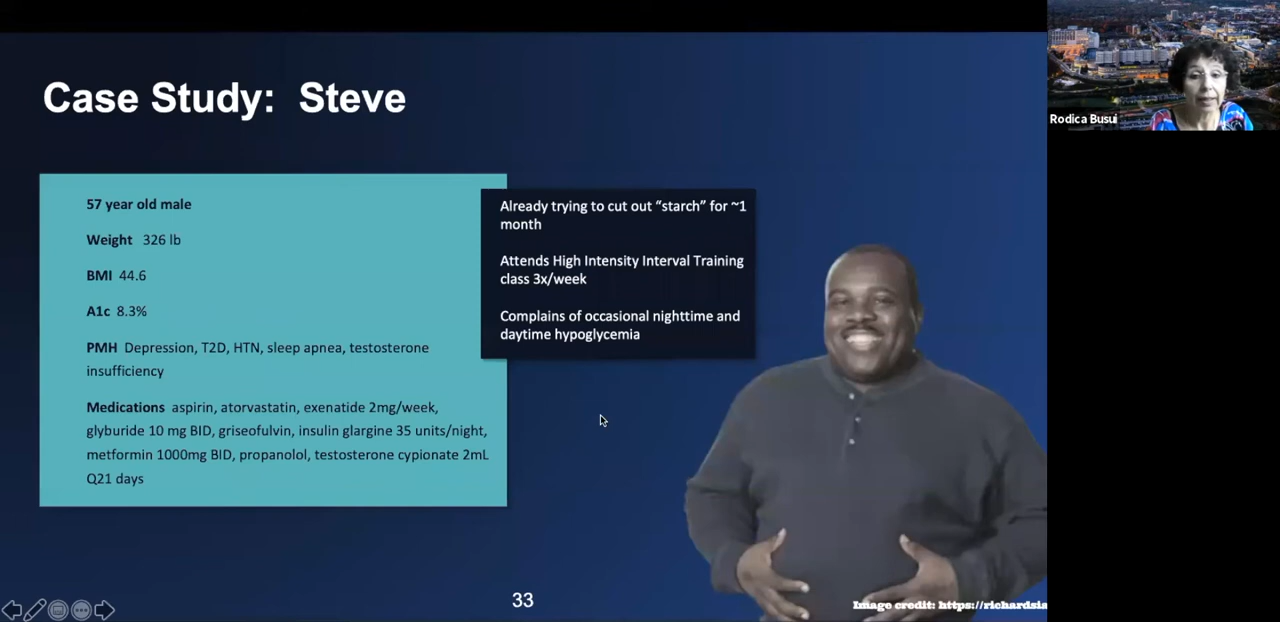 Case Study: Steve
57 year old male
Weight 326 lb
BMI 44.6
A1c 8.3%
PMH Depression, T2D, HTN, sleep apnea, testosterone
insufficiency
Medications aspirin, atorvastatin, exenatide 2mg/week,
glyburide 10 mg BID, griseofulvin, insulin glargine 35 units/night,
metformin 1000mg BID, propanolol, testosterone cypionate 2mL
Q21 days
Already trying to cut out “starch” for ~1
month
Attends High Intensity Interval Training
class 3x/week
Complains of occasional nighttime and
daytime hypoglycemia
33
Image credit: https://richardsia
Rodica Busui